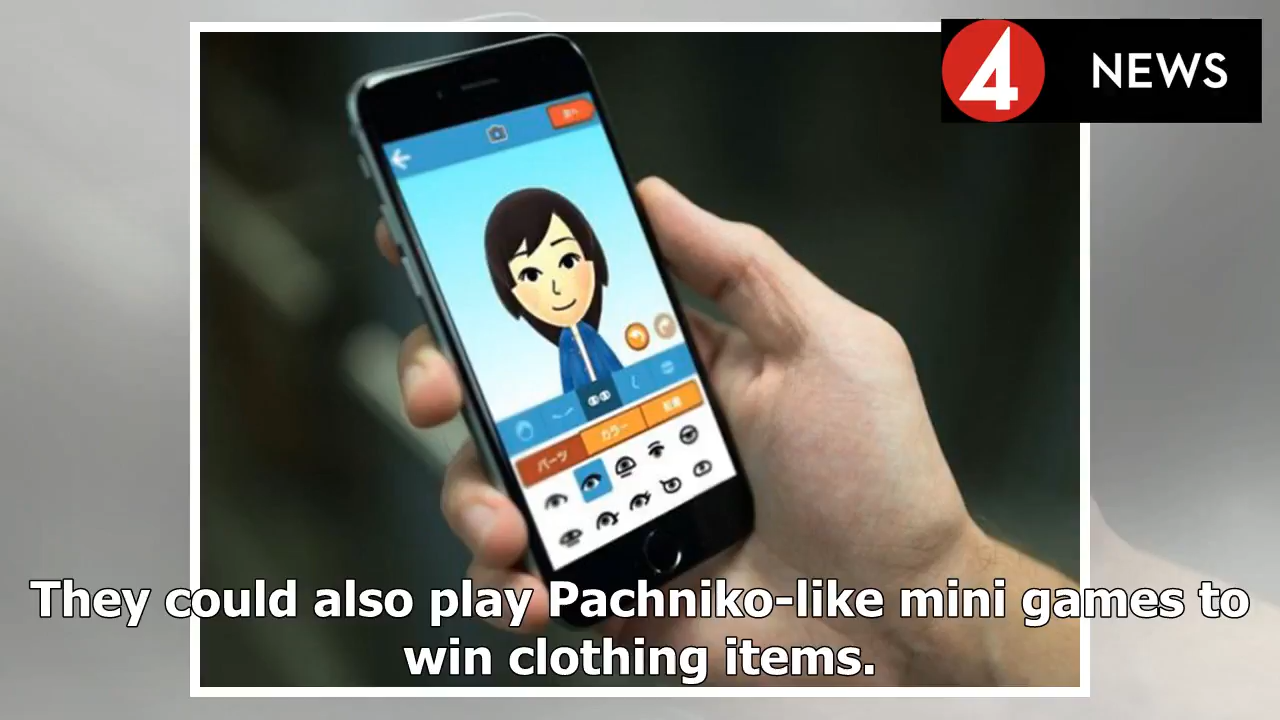 4 NEWS
パーツ
カラー
They could also play Pachniko-like mini games to
win clothing items.